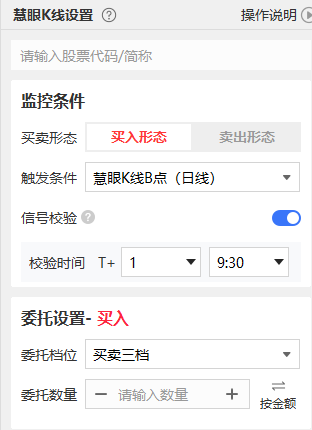 慧眼K线设置 ? 操作说明
请输入股票代码/简称
监控条件
买卖形态 买入形态 卖出形态
触发条件 慧眼K线B点（日线）
信号校验 ?
校验时间 T+ 1 9:30
委托设置- 买入
委托档位 买卖三档
委托数量 － 请输入数量 + 按金额